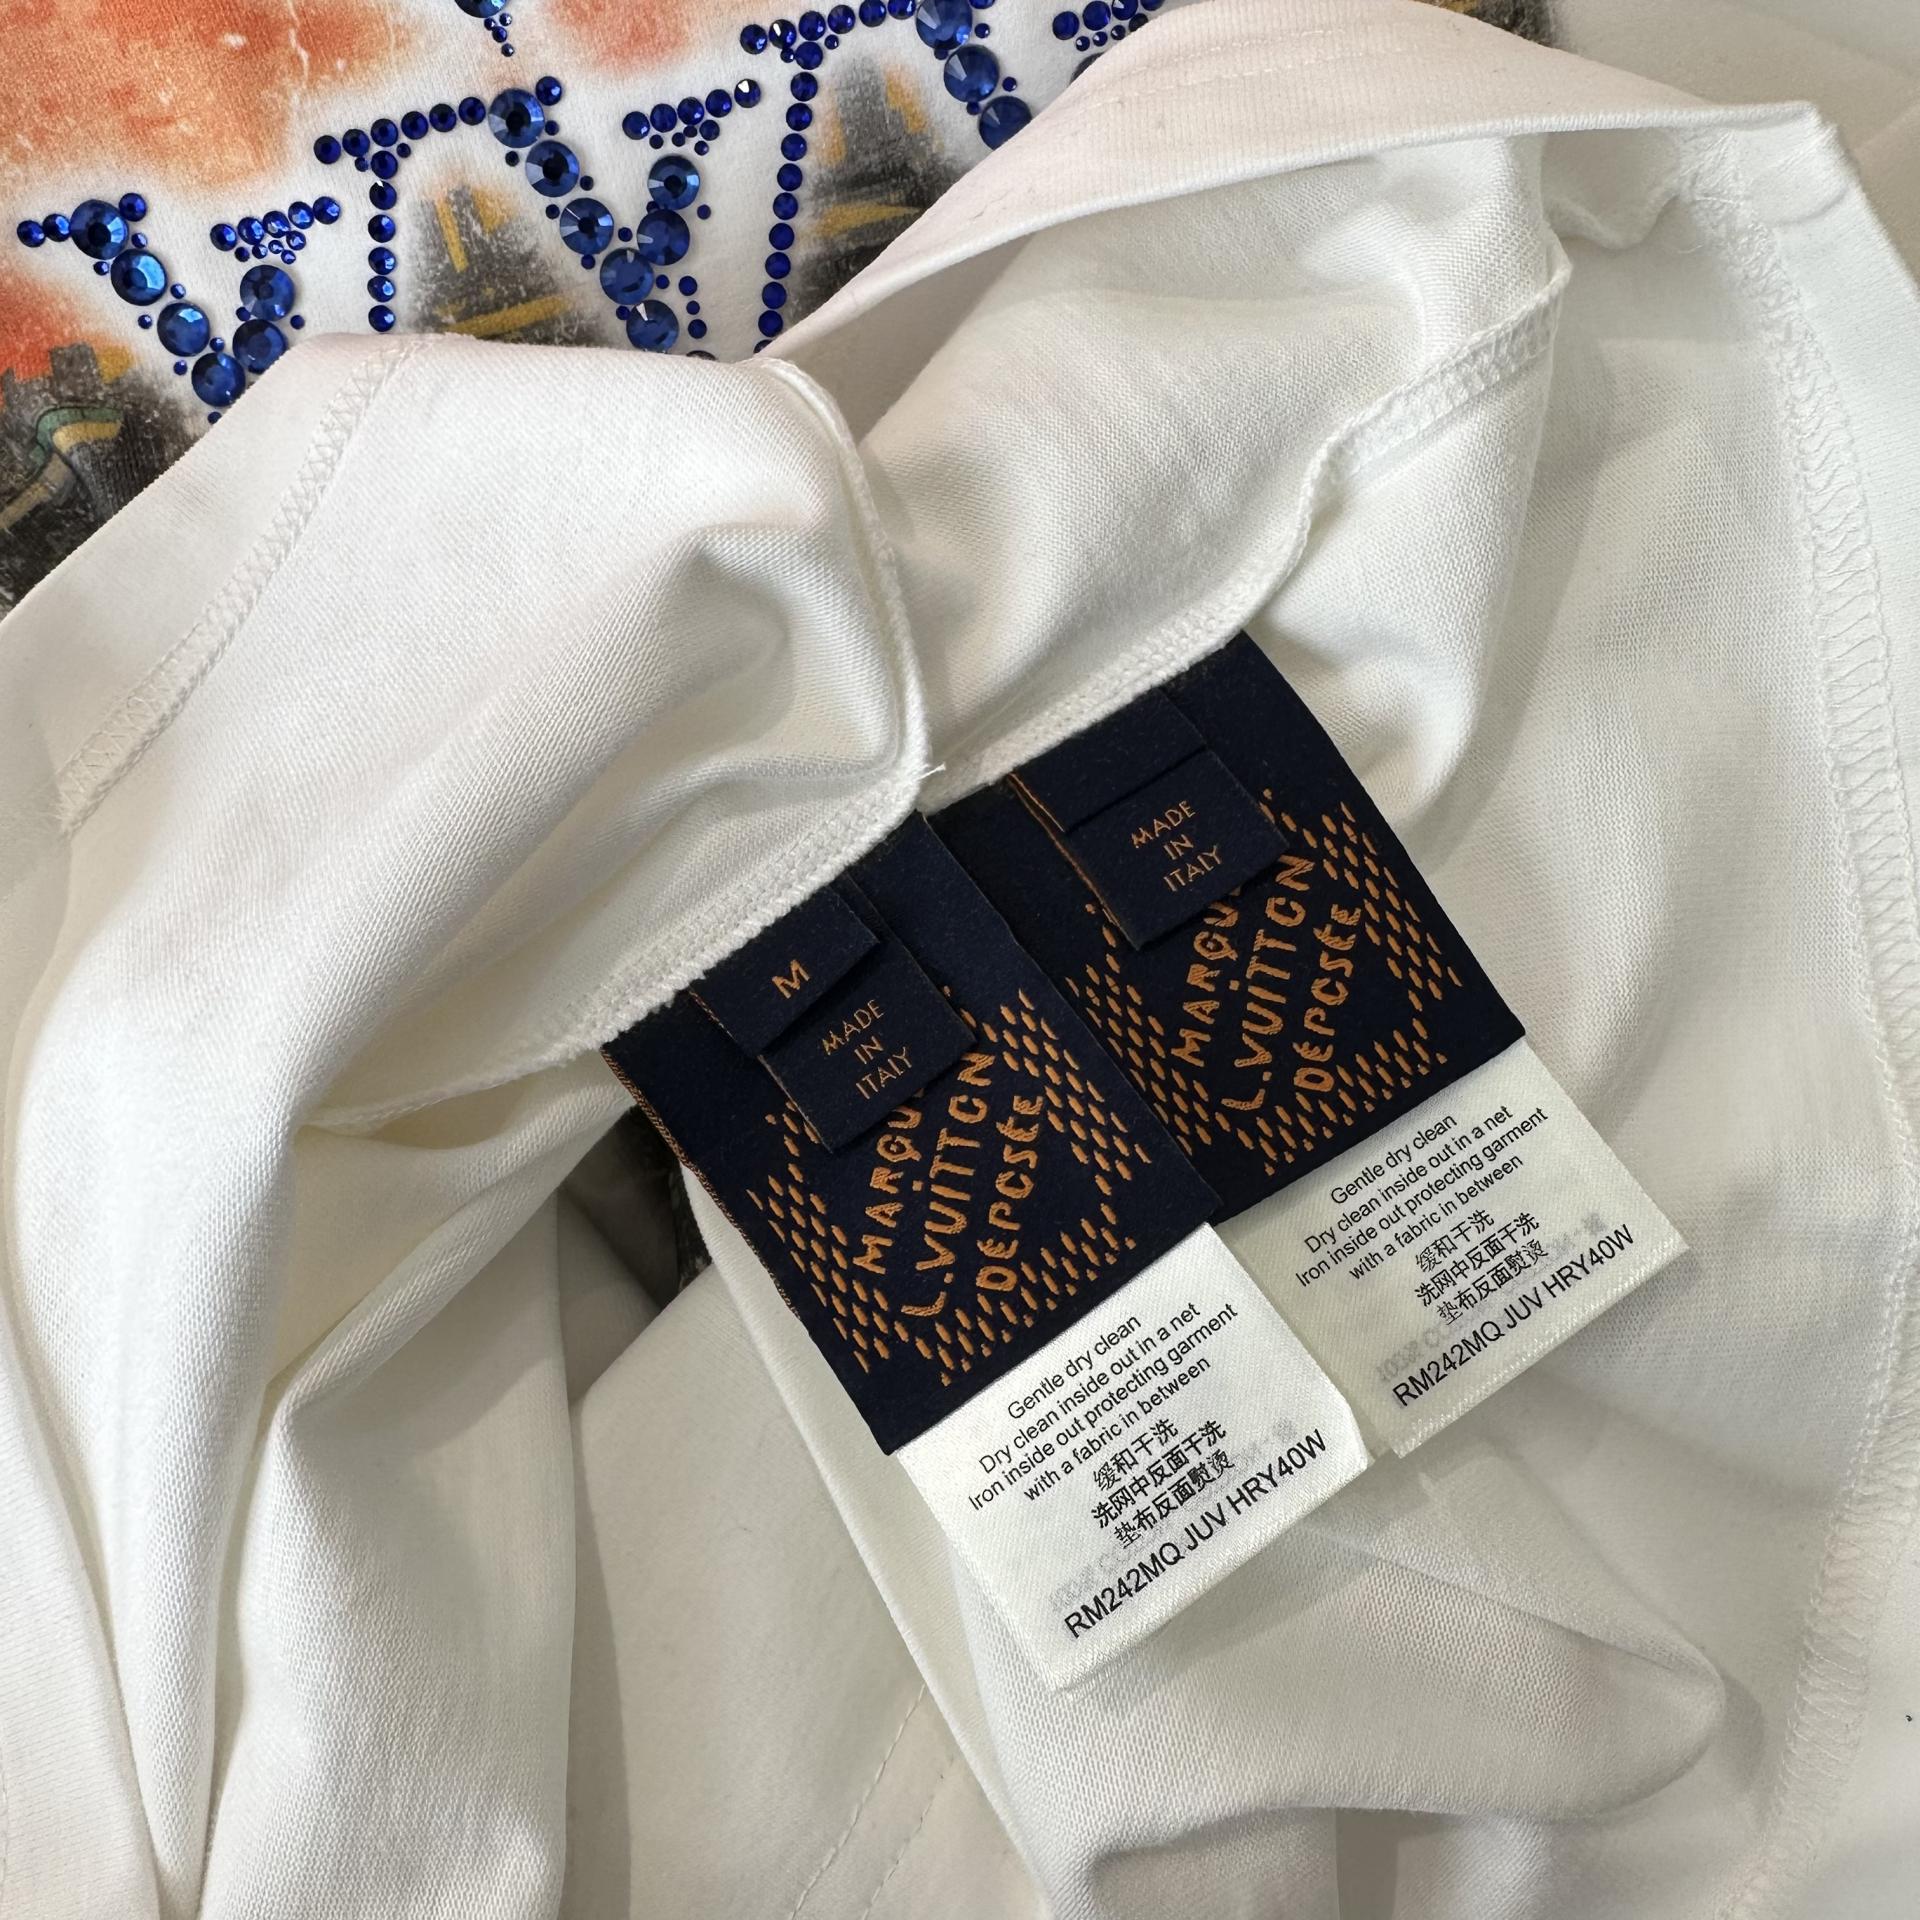 M
MADE
IN
ITALY
L.VUITTON
DEPOSE
Gentle dry clean
Dry clean inside out in a net
Iron inside out protecting garment
with a fabric in between
缓和干洗
洗网中反面干洗
垫布反面熨烫
RM242MQ JUV HRY40W
MADE
IN
ITALY
L.VUITTON
DEPOSE
Gentle dry clean
Dry clean inside out in a net
Iron inside out protecting garment
with a fabric in between
缓和干洗
洗网中反面干洗
垫布反面熨烫
RM242MQ JUV HRY40W